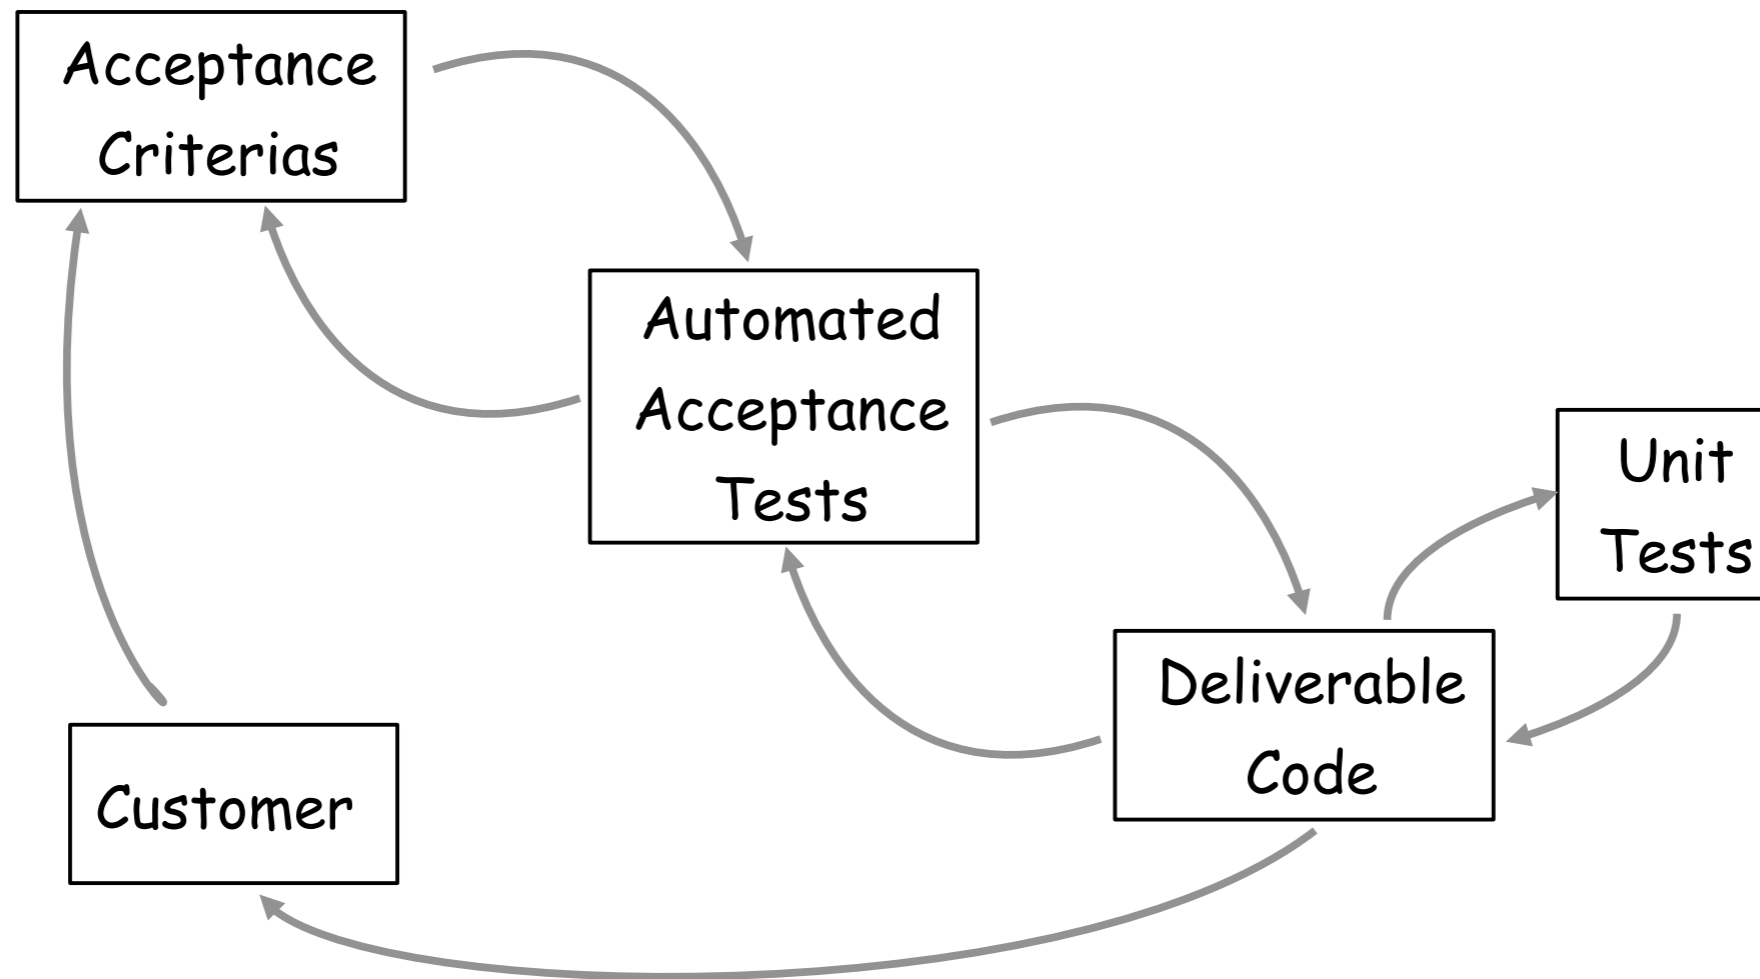 Acceptance
Criterias
Automated
Acceptance
Tests
Unit
Tests
Deliverable
Code
Customer